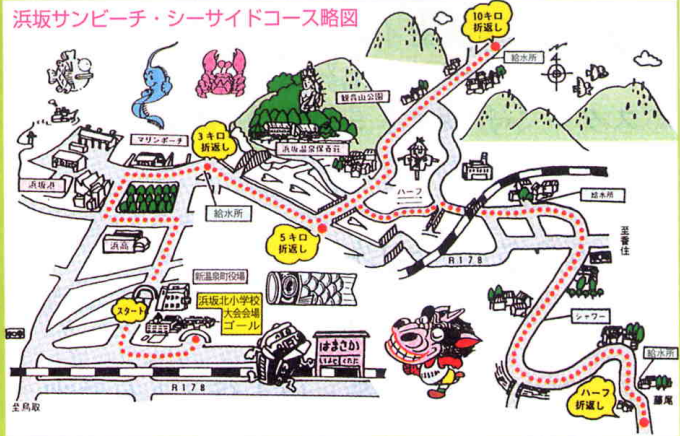 浜坂サンビーチ・シーサイドコース略図
10キロ
折返し
給水所
観音山公園
マリンポーチ
3キロ
折返し
浜坂温泉保養荘
浜坂港
給水所
ハーフ
給水所
5キロ
折返し
至香住
浜高
R178
新温泉町役場
スタート
浜坂北小学校
大会会場
ゴール
シャワー
はまさか
給水所
ハーフ
折返し
藤尾
R178
至鳥取